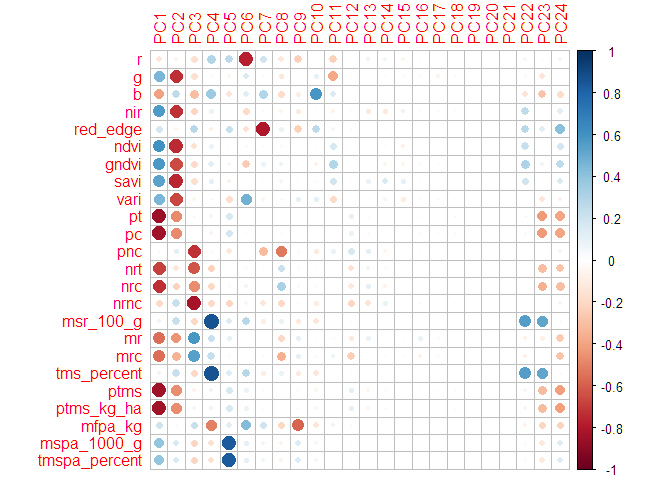 PC1 PC2 PC3 PC4 PC5 PC6 PC7 PC8 PC9 PC10 PC11 PC12 PC13 PC14 PC15 PC16 PC17 PC18 PC19 PC20 PC21 PC22 PC23 PC24
r
g
b
nir
red_edge
ndvi
gndvi
savi
vari
pt
pc
pnc
nrt
nrc
nrnc
msr_100_g
mr
mrc
tms_percent
ptms
ptms_kg_ha
mfpa_kg
mspa_1000_g
tmspa_percent
1
0.8
0.6
0.4
0.2
0
-0.2
-0.4
-0.6
-0.8
-1